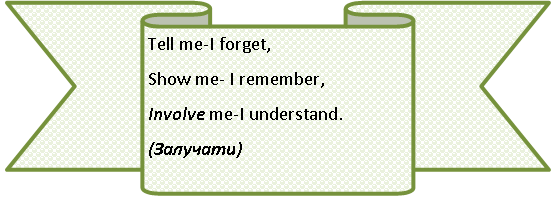 Tell me-I forget,
Show me- I remember,
Involve me-I understand.
(Залучати)